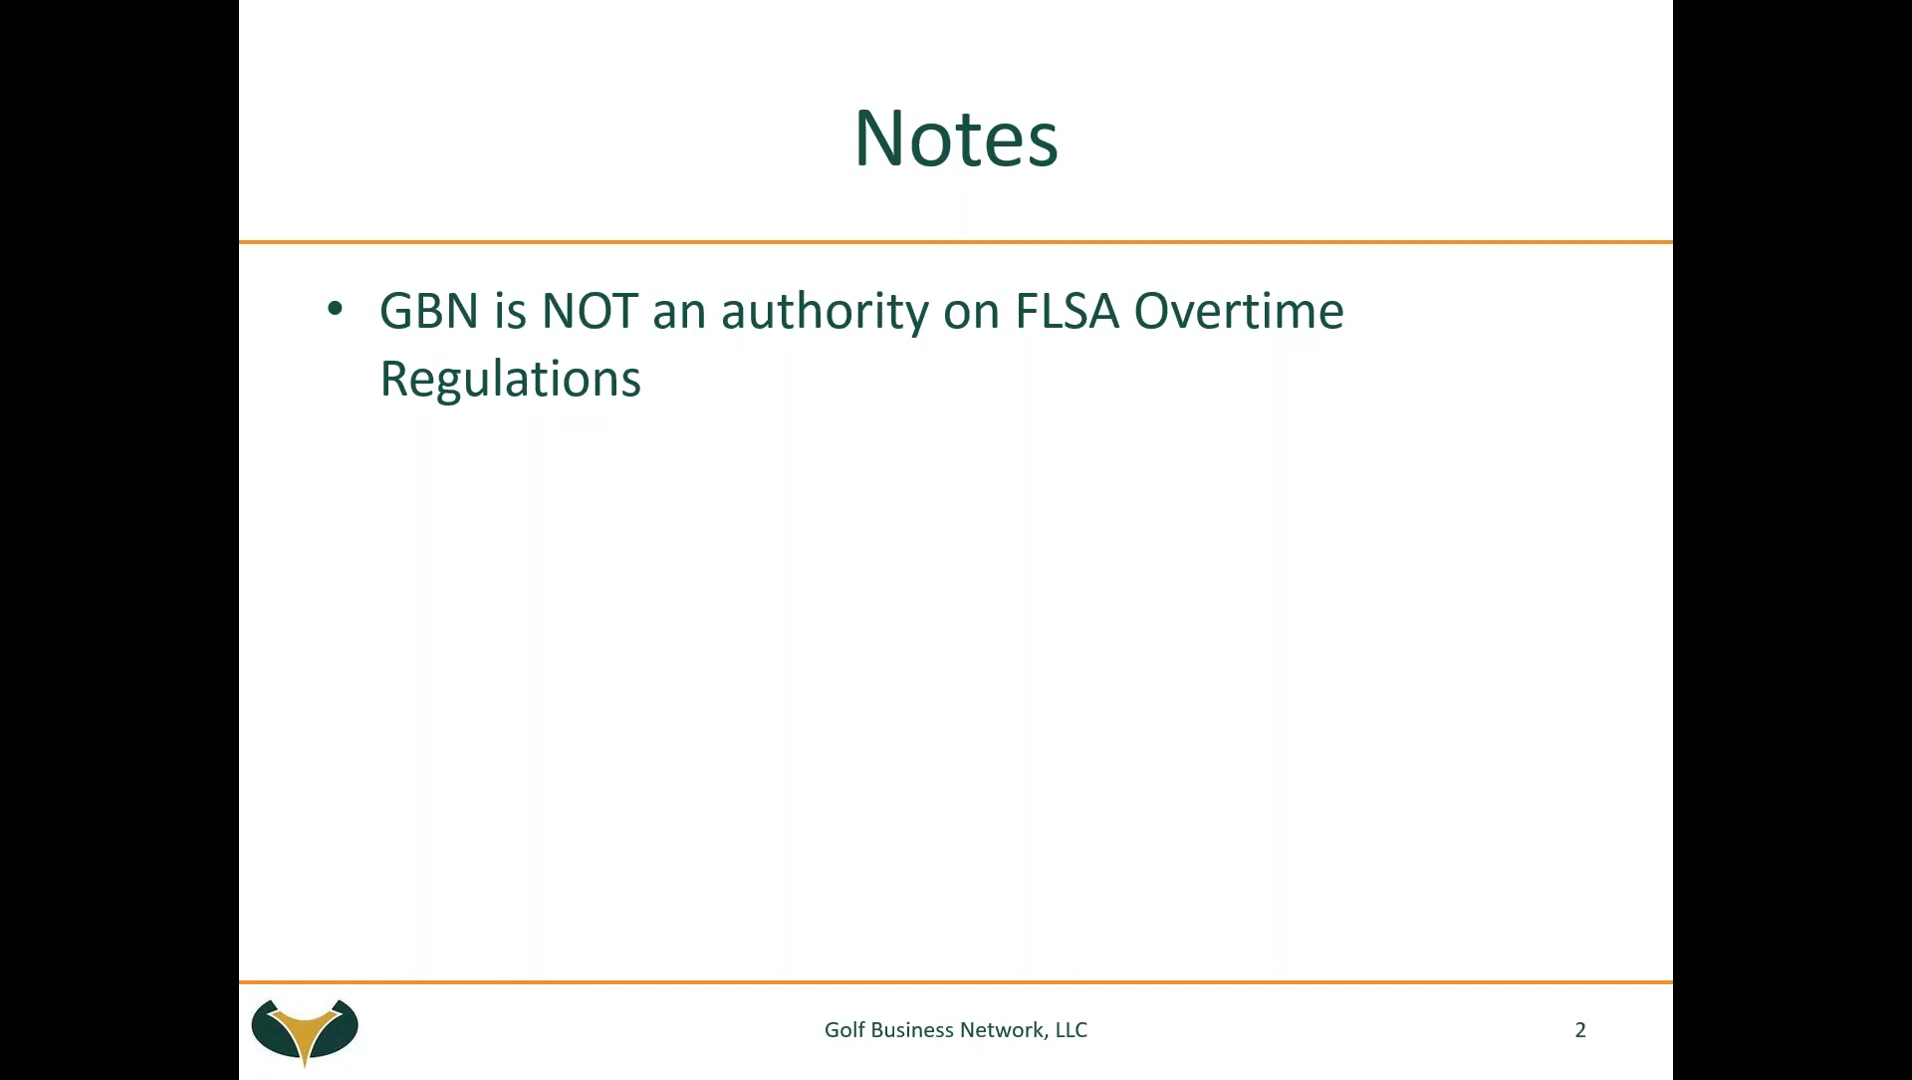 Notes
• GBN is NOT an authority on FLSA Overtime
Regulations
Golf Business Network, LLC
2